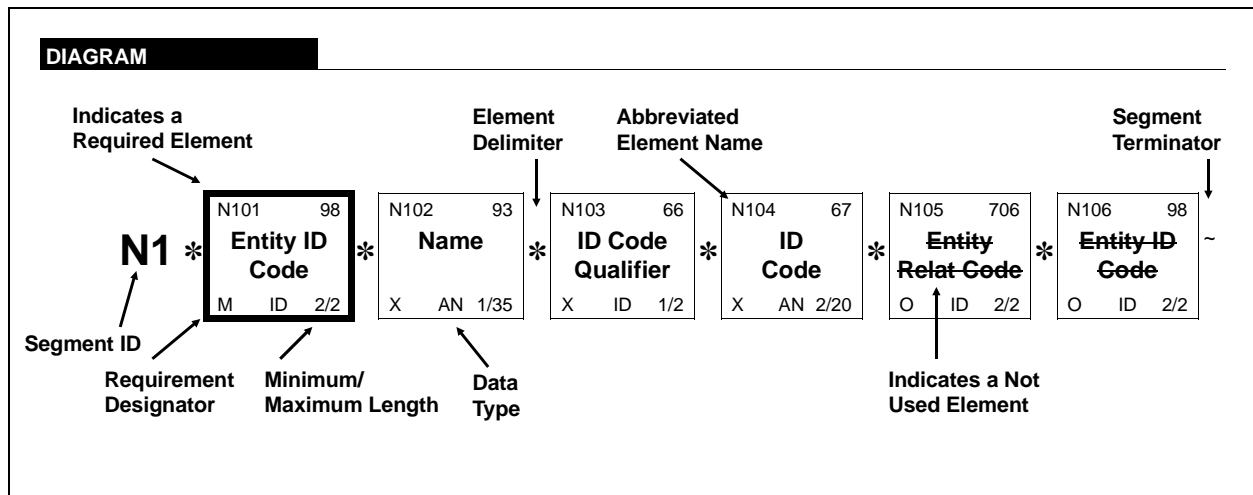 DIAGRAM
Indicates a
Required Element
Element
Delimiter
Abbreviated
Element Name
Segment
Terminator
N1 *
N101 98
Entity ID
Code
M ID 2/2
*
N102 93
Name
X AN 1/35
*
N103 66
ID Code
Qualifier
X ID 1/2
*
N104 67
ID
Code
X AN 2/20
*
N105 706
Entity
Relat Code
O ID 2/2
*
N106 98
Entity ID
Code
O ID 2/2
~
Segment ID
Requirement
Designator
Minimum/
Maximum Length
Data
Type
Indicates a Not
Used Element